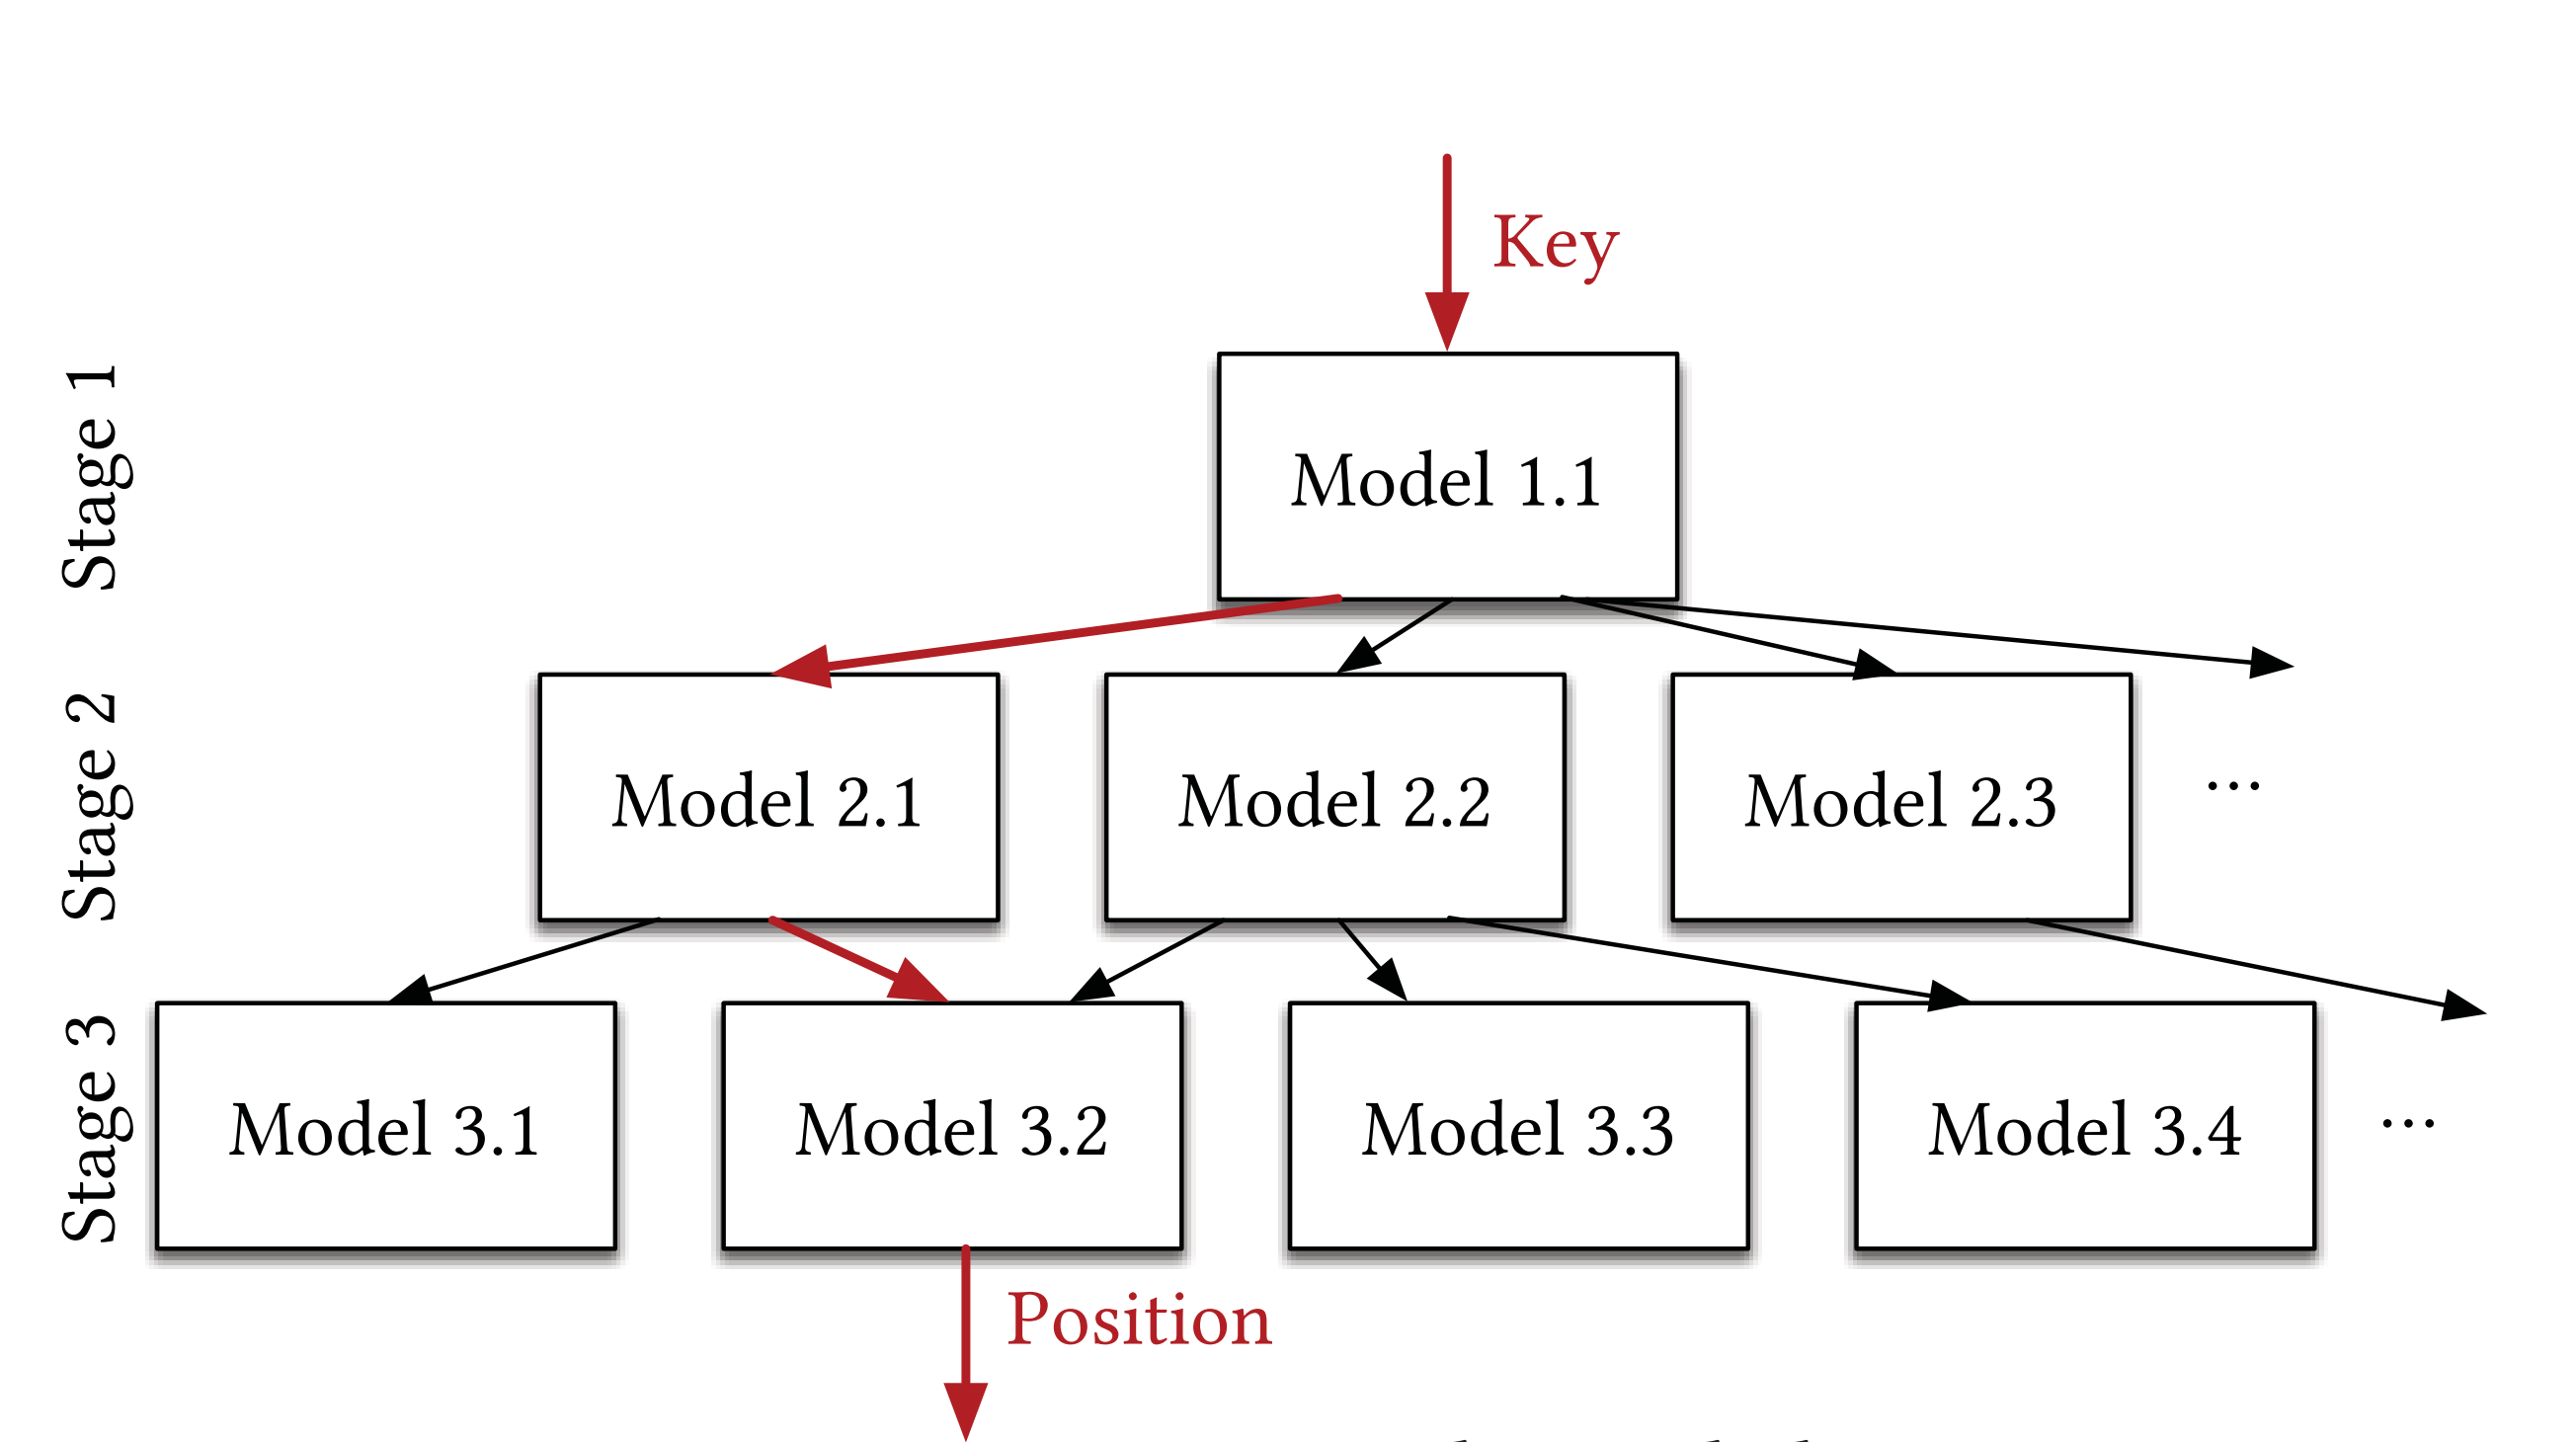 Key
Stage 1
Model 1.1
Stage 2
Model 2.1
Model 2.2
Model 2.3
...
Stage 3
Model 3.1
Model 3.2
Model 3.3
Model 3.4
...
Position